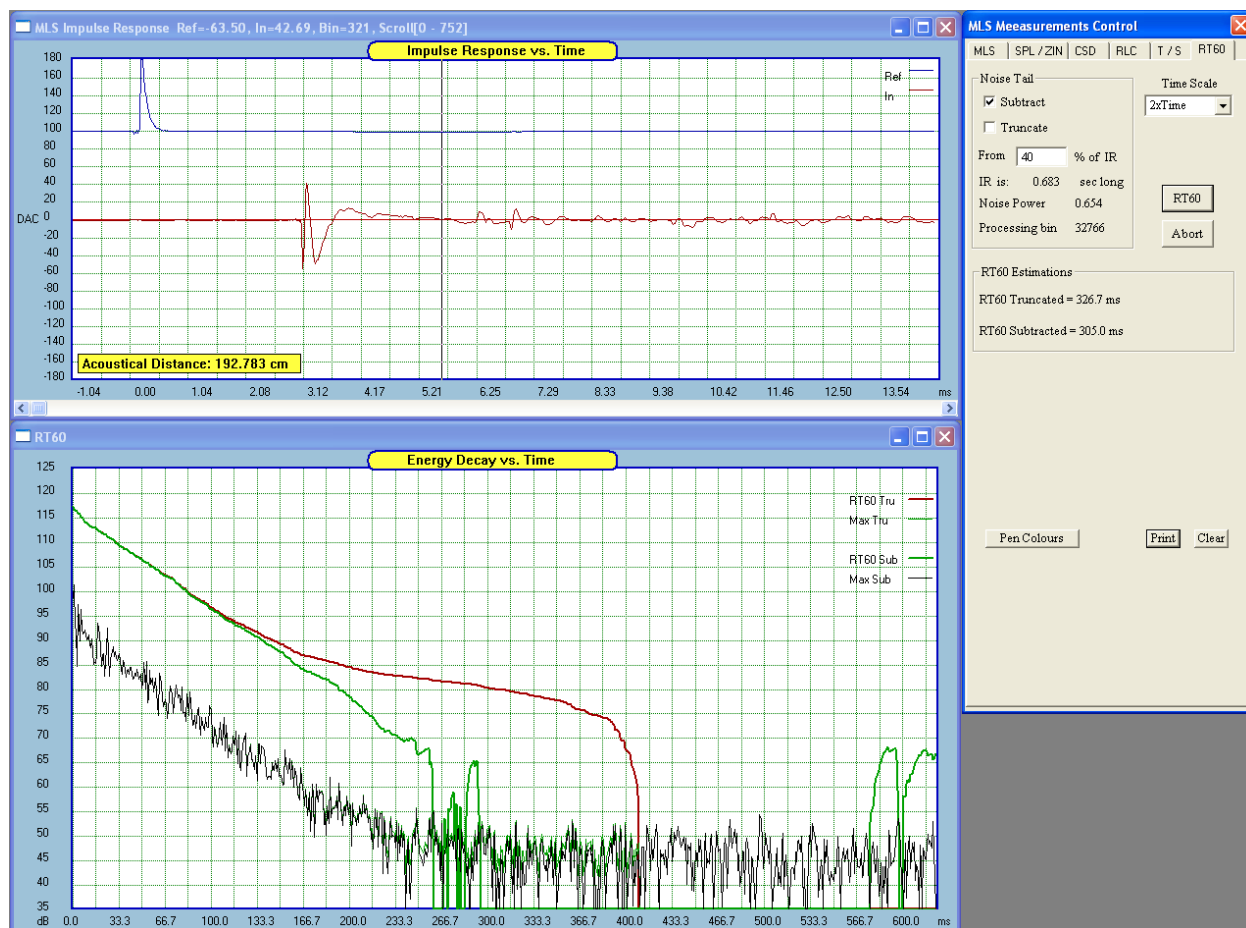 MLS Impulse Response Ref=-63.50, In=42.69, Bin=321, Scroll[0 - 752]
Impulse Response vs. Time
180
160
140
120
100
80
60
40
20
DAC 0
-20
-40
-60
-80
-100
-120
-140
-160
-180
Ref
In
Acoustical Distance: 192.783 cm
-1.04 0.00 1.04 2.08 3.12 4.17 5.21 6.25 7.29 8.33 9.38 10.42 11.46 12.50 13.54 ms
RT60
Energy Decay vs. Time
125
120
115
110
105
100
95
90
85
80
75
70
65
60
55
50
45
40
35
RT60 Tru
Max Tru
RT60 Sub
Max Sub
dB 0.0 33.3 66.7 100.0 133.3 166.7 200.0 233.3 266.7 300.0 333.3 366.7 400.0 433.3 466.7 500.0 533.3 566.7 600.0 ms
MLS Meeasurements Control
MLS SPL / ZIN CSD RLC T / S RT60
Noise Tail
Subtract
Truncate
From 40 % of IR
IR is: 0.683 sec long
Noise Power 0.654
Processing bin 32766
Time Scale
2xTime
RT60
Abort
RT60 Estimations
RT60 Truncated = 326.7 ms
RT60 Subtracted = 305.0 ms
Pen Colours Print Clear